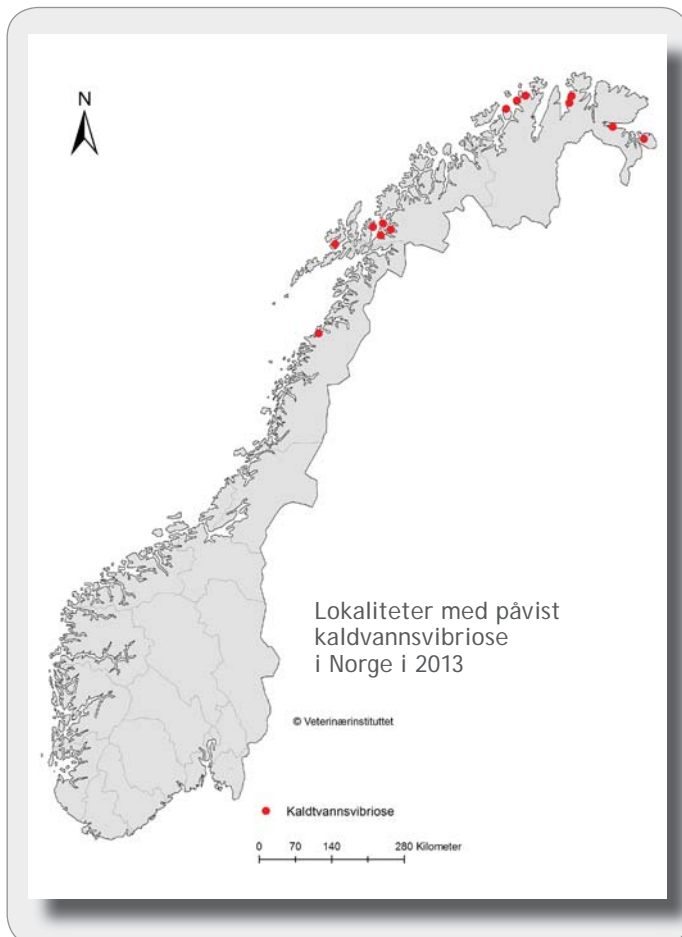 N
Lokaliteter med påvist
kaldvannsvibriose
i Norge i 2013
© Veterinærinstituttet
Kaldtvannsvibriose
0 70 140 280 Kilometer